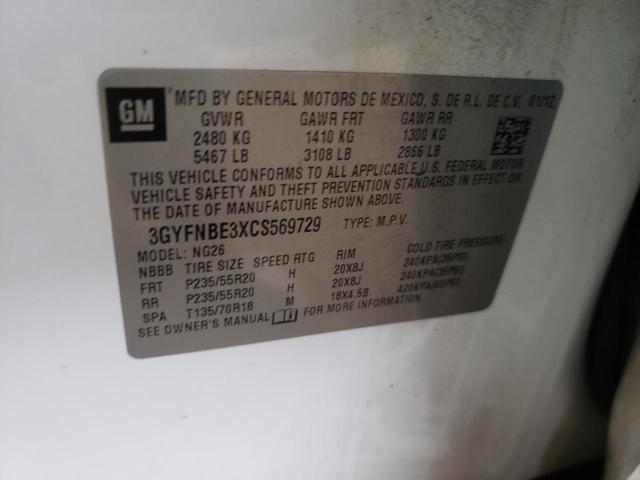 GM
MFD BY GENERAL MOTORS DE MEXICO, S. DE R.L. DE C.V. 01/12
GVWR GAWR FRT GAWR RR
2480 KG 1410 KG 1300 KG
5467 LB 3108 LB 2866 LB
THIS VEHICLE CONFORMS TO ALL APPLICABLE U.S. FEDERAL MOTOR
VEHICLE SAFETY AND THEFT PREVENTION STANDARDS IN EFFECT ON
THE DATE OF MANUFACTURE SHOWN ABOVE.
3GYFNBE3XCS569729 TYPE: M.P.V.
MODEL: NG26
NBBB TIRE SIZE SPEED RTG RIM COLD TIRE PRESSURE
FRT P235/55R20 H 20X8J 240KPA(35PSI)
RR P235/55R20 H 20X8J 240KPA(35PSI)
SPA T135/70R18 M 18X4.5B 420KPA(60PSI)
SEE OWNER'S MANUAL FOR MORE INFORMATION.